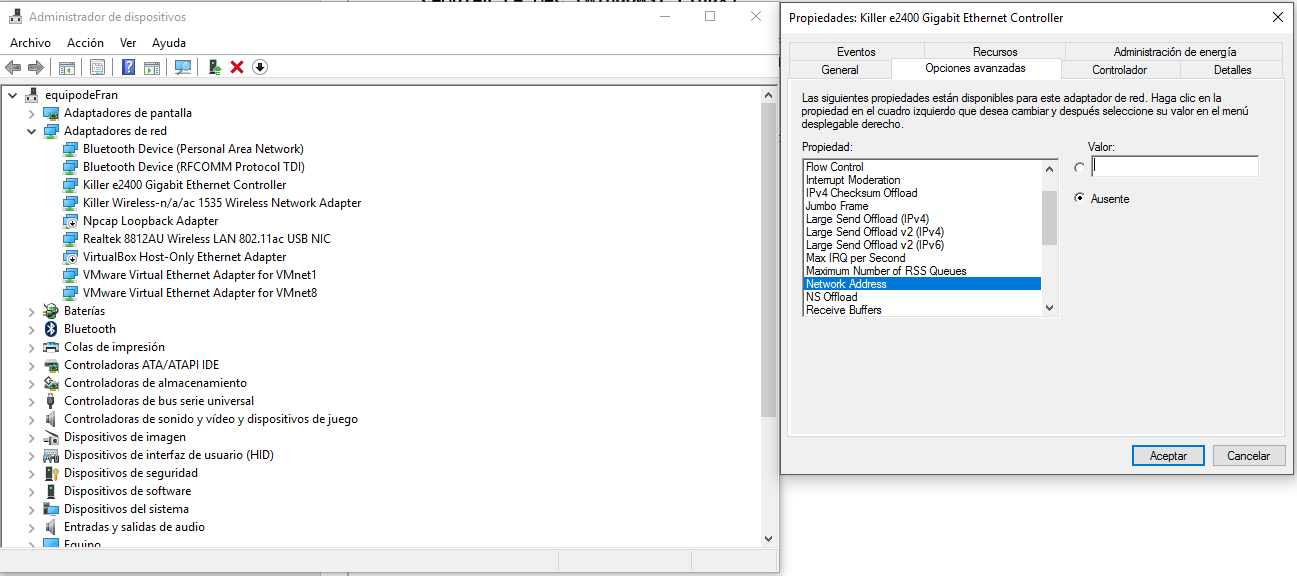 Administrador de dispositivos
Archivo Acción Ver Ayuda
equipodeFran
Adaptadores de pantalla
Adaptadores de red
Bluetooth Device (Personal Area Network)
Bluetooth Device (RFCOMM Protocol TDI)
Killer e2400 Gigabit Ethernet Controller
Killer Wireless-n/a/ac 1535 Wireless Network Adapter
Npcap Loopback Adapter
Realtek 8812AU Wireless LAN 802.11ac USB NIC
VirtualBox Host-Only Ethernet Adapter
VMware Virtual Ethernet Adapter for VMnet1
VMware Virtual Ethernet Adapter for VMnet8
Baterías
Bluetooth
Colas de impresión
Controladoras ATA/ATAPI IDE
Controladoras de almacenamiento
Controladoras de bus serie universal
Controladoras de sonido y vídeo y dispositivos de juego
Dispositivos de imagen
Dispositivos de interfaz de usuario (HID)
Dispositivos de seguridad
Dispositivos de software
Dispositivos del sistema
Entradas y salidas de audio
Equipo
Propiedades: Killer e2400 Gigabit Ethernet Controller
Eventos Recursos Administración de energía
General Opciones avanzadas Controlador Detalles
Las siguientes propiedades están disponibles para este adaptador de red. Haga clic en la
propiedad en el cuadro izquierdo que desea cambiar y después seleccione su valor en el menú
desplegable derecho.
Propiedad: Valor:
Flow Control
Interrupt Moderation
IPv4 Checksum Offload
Jumbo Frame
Large Send Offload (IPv4)
Large Send Offload v2 (IPv4)
Large Send Offload v2 (IPv6)
Max IRQ per Second
Maximum Number of RSS Queues
Network Address
NS Offload
Receive Buffers
Ausente
Aceptar Cancelar